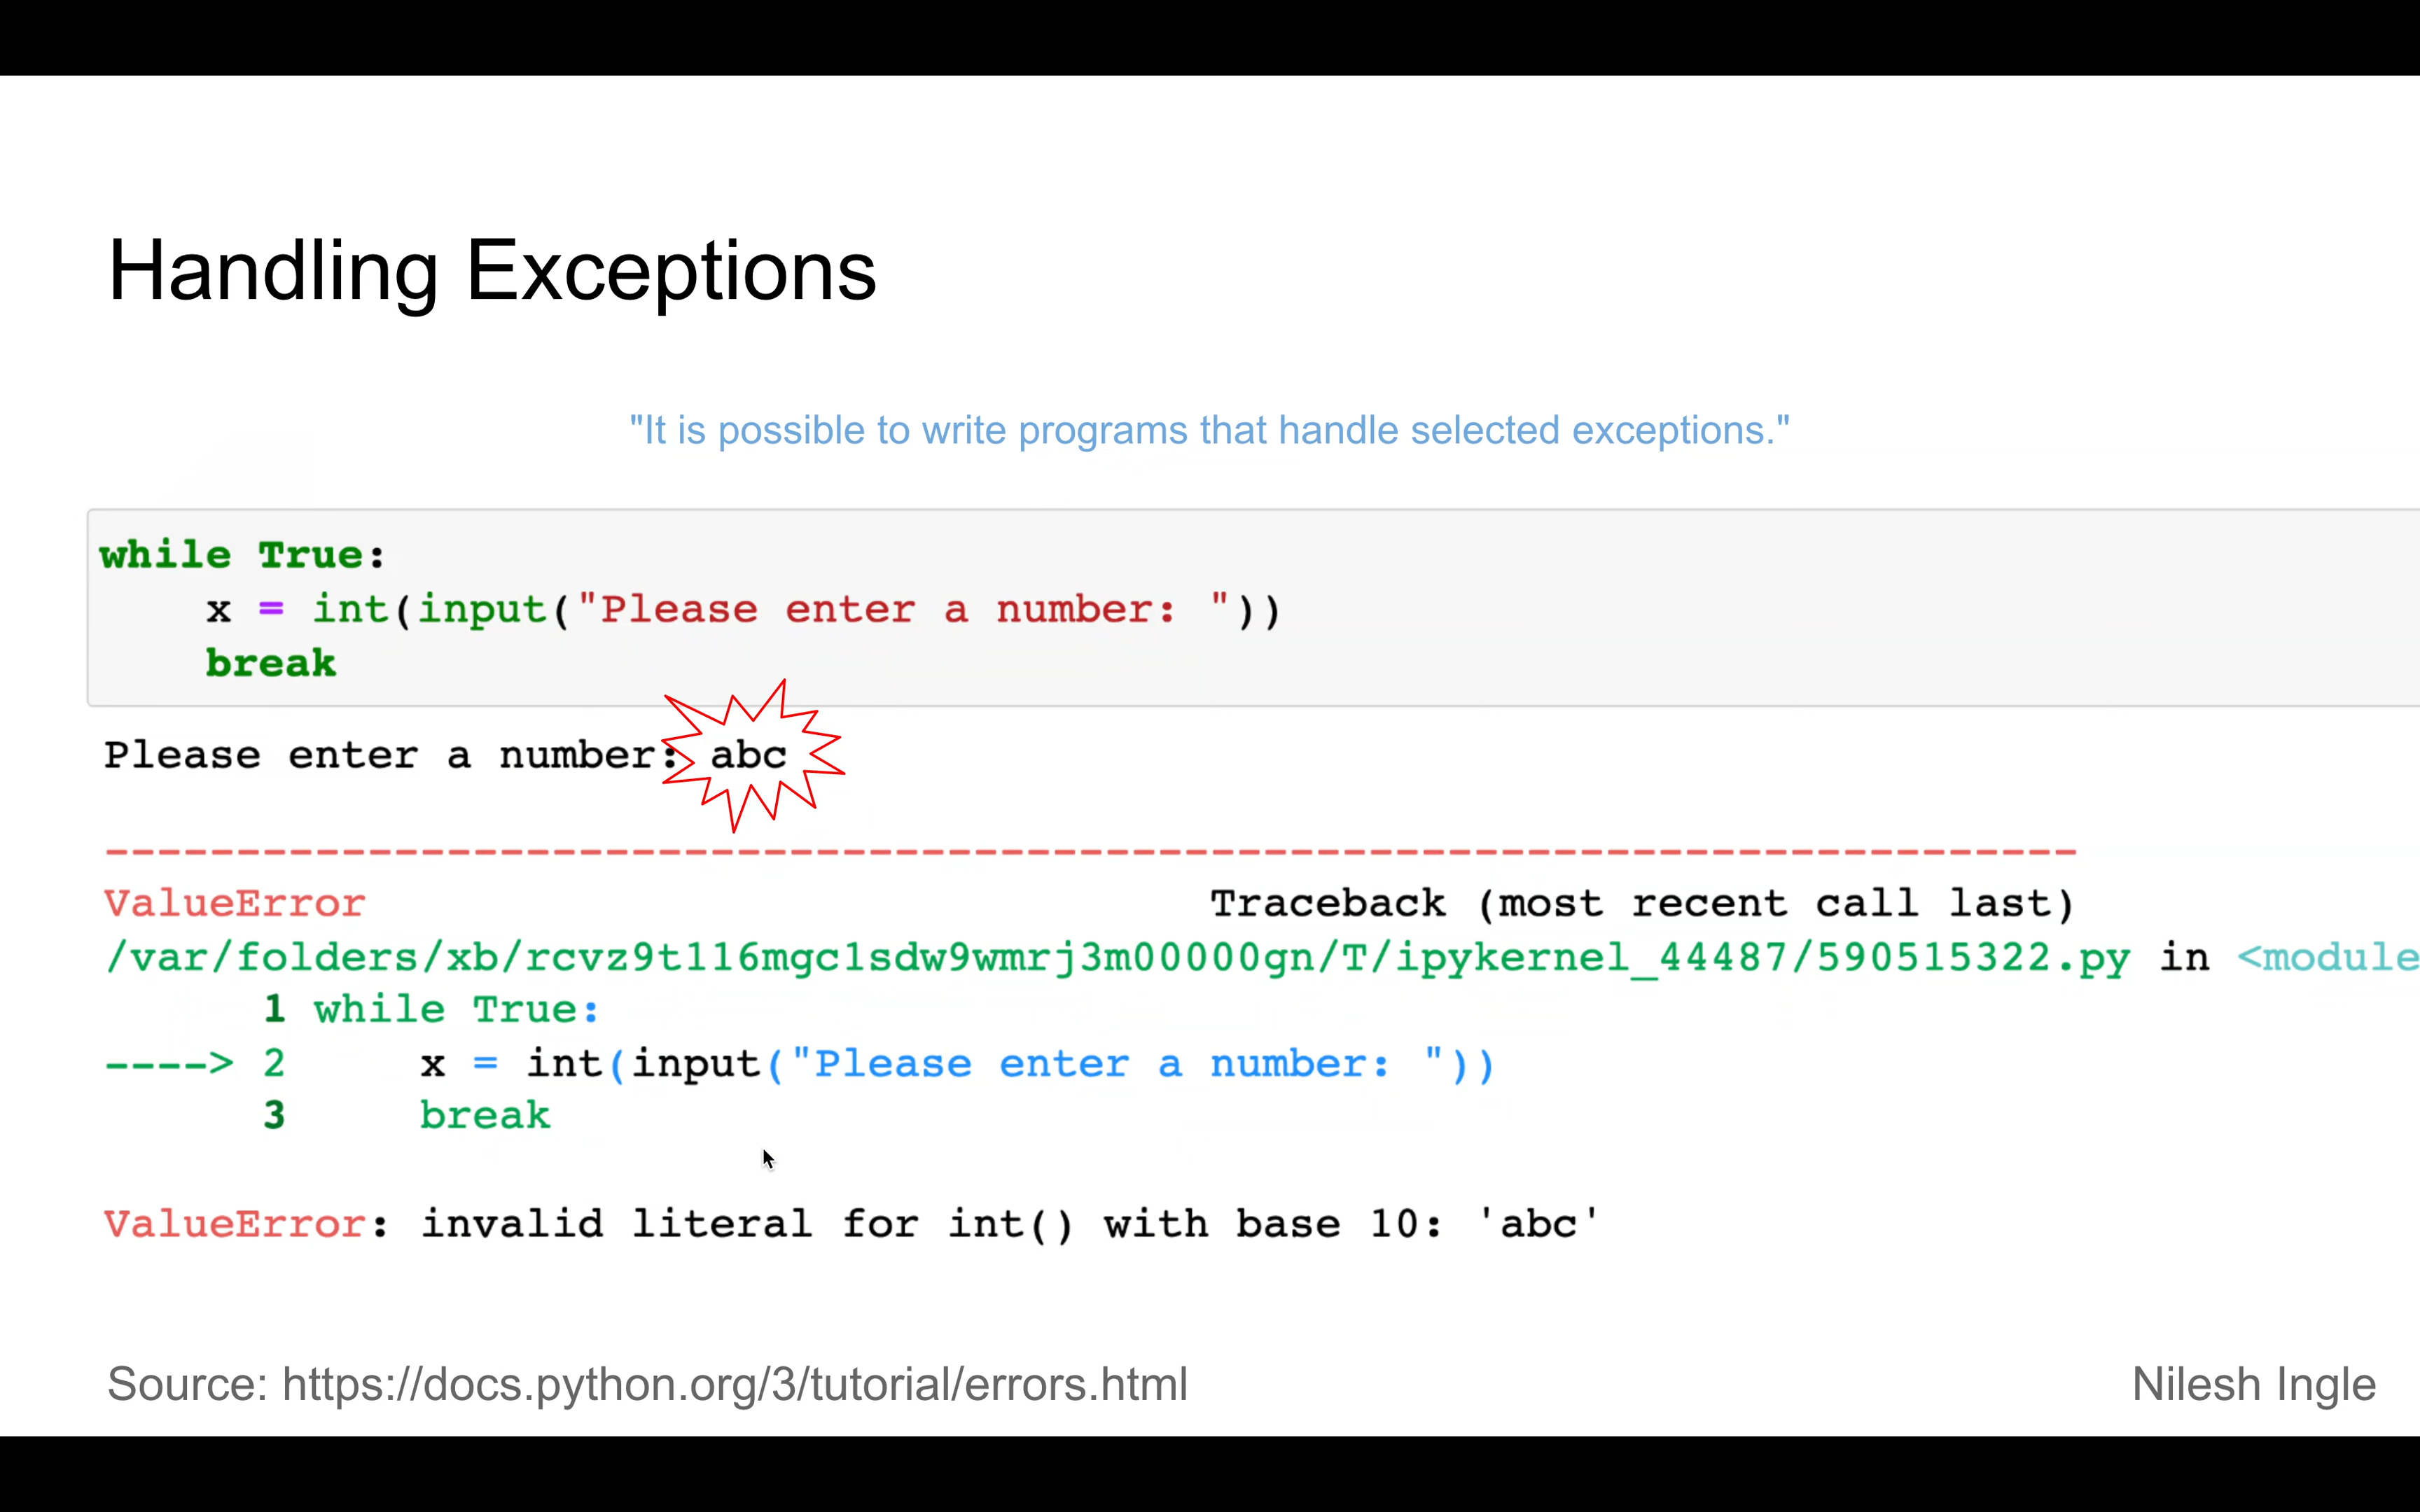 Handling Exceptions
"It is possible to write programs that handle selected exceptions."
while True:
    x = int(input("Please enter a number: "))
    break
Please enter a number: abc
---------------------------------------------------------------------------
ValueError                                Traceback (most recent call last)
/var/folders/xb/rcvz9t116mgc1sdw9wmrj3m00000gn/T/ipykernel_44487/590515322.py in <module
      1 while True:
----> 2     x = int(input("Please enter a number: "))
      3     break
ValueError: invalid literal for int() with base 10: 'abc'
Source: https://docs.python.org/3/tutorial/errors.html
Nilesh Ingle